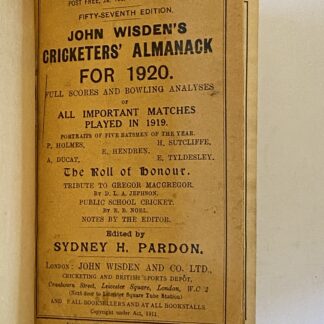 POST FREE, 2s.
FIFTY-SEVENTH EDITION.
JOHN WISDEN'S
CRICKETERS' ALMANACK
FOR 1920.
FULL SCORES AND BOWLING ANALYSES
OF
ALL IMPORTANT MATCHES
PLAYED IN 1919.
PORTRAITS OF FIVE BATSMEN OF THE YEAR.
P. HOLMES, H. SUTCLIFFE,
E. HENDREN.
A. DUCAT, E. TYLDESLEY.
The Roll of Honour.
TRIBUTE TO GREGOR MACGREGOR.
BY D. L. A. JEPHSON.
PUBLIC SCHOOL CRICKET.
BY E. B. NOEL.
NOTES BY THE EDITOR.
Edited by
SYDNEY H. PARDON.
LONDON: JOHN WISDEN AND CO., LTD.,
CRICKETING AND BRITISH SPORTS DEPÔT,
Cranbourn Street, Leicester Square, London, W.C 2
(Next door to Leicester Square Tube Station)
AND OF ALL BOOKSELLERS AND AT ALL BOOKSTALLS
Copyright under Act, 1911.